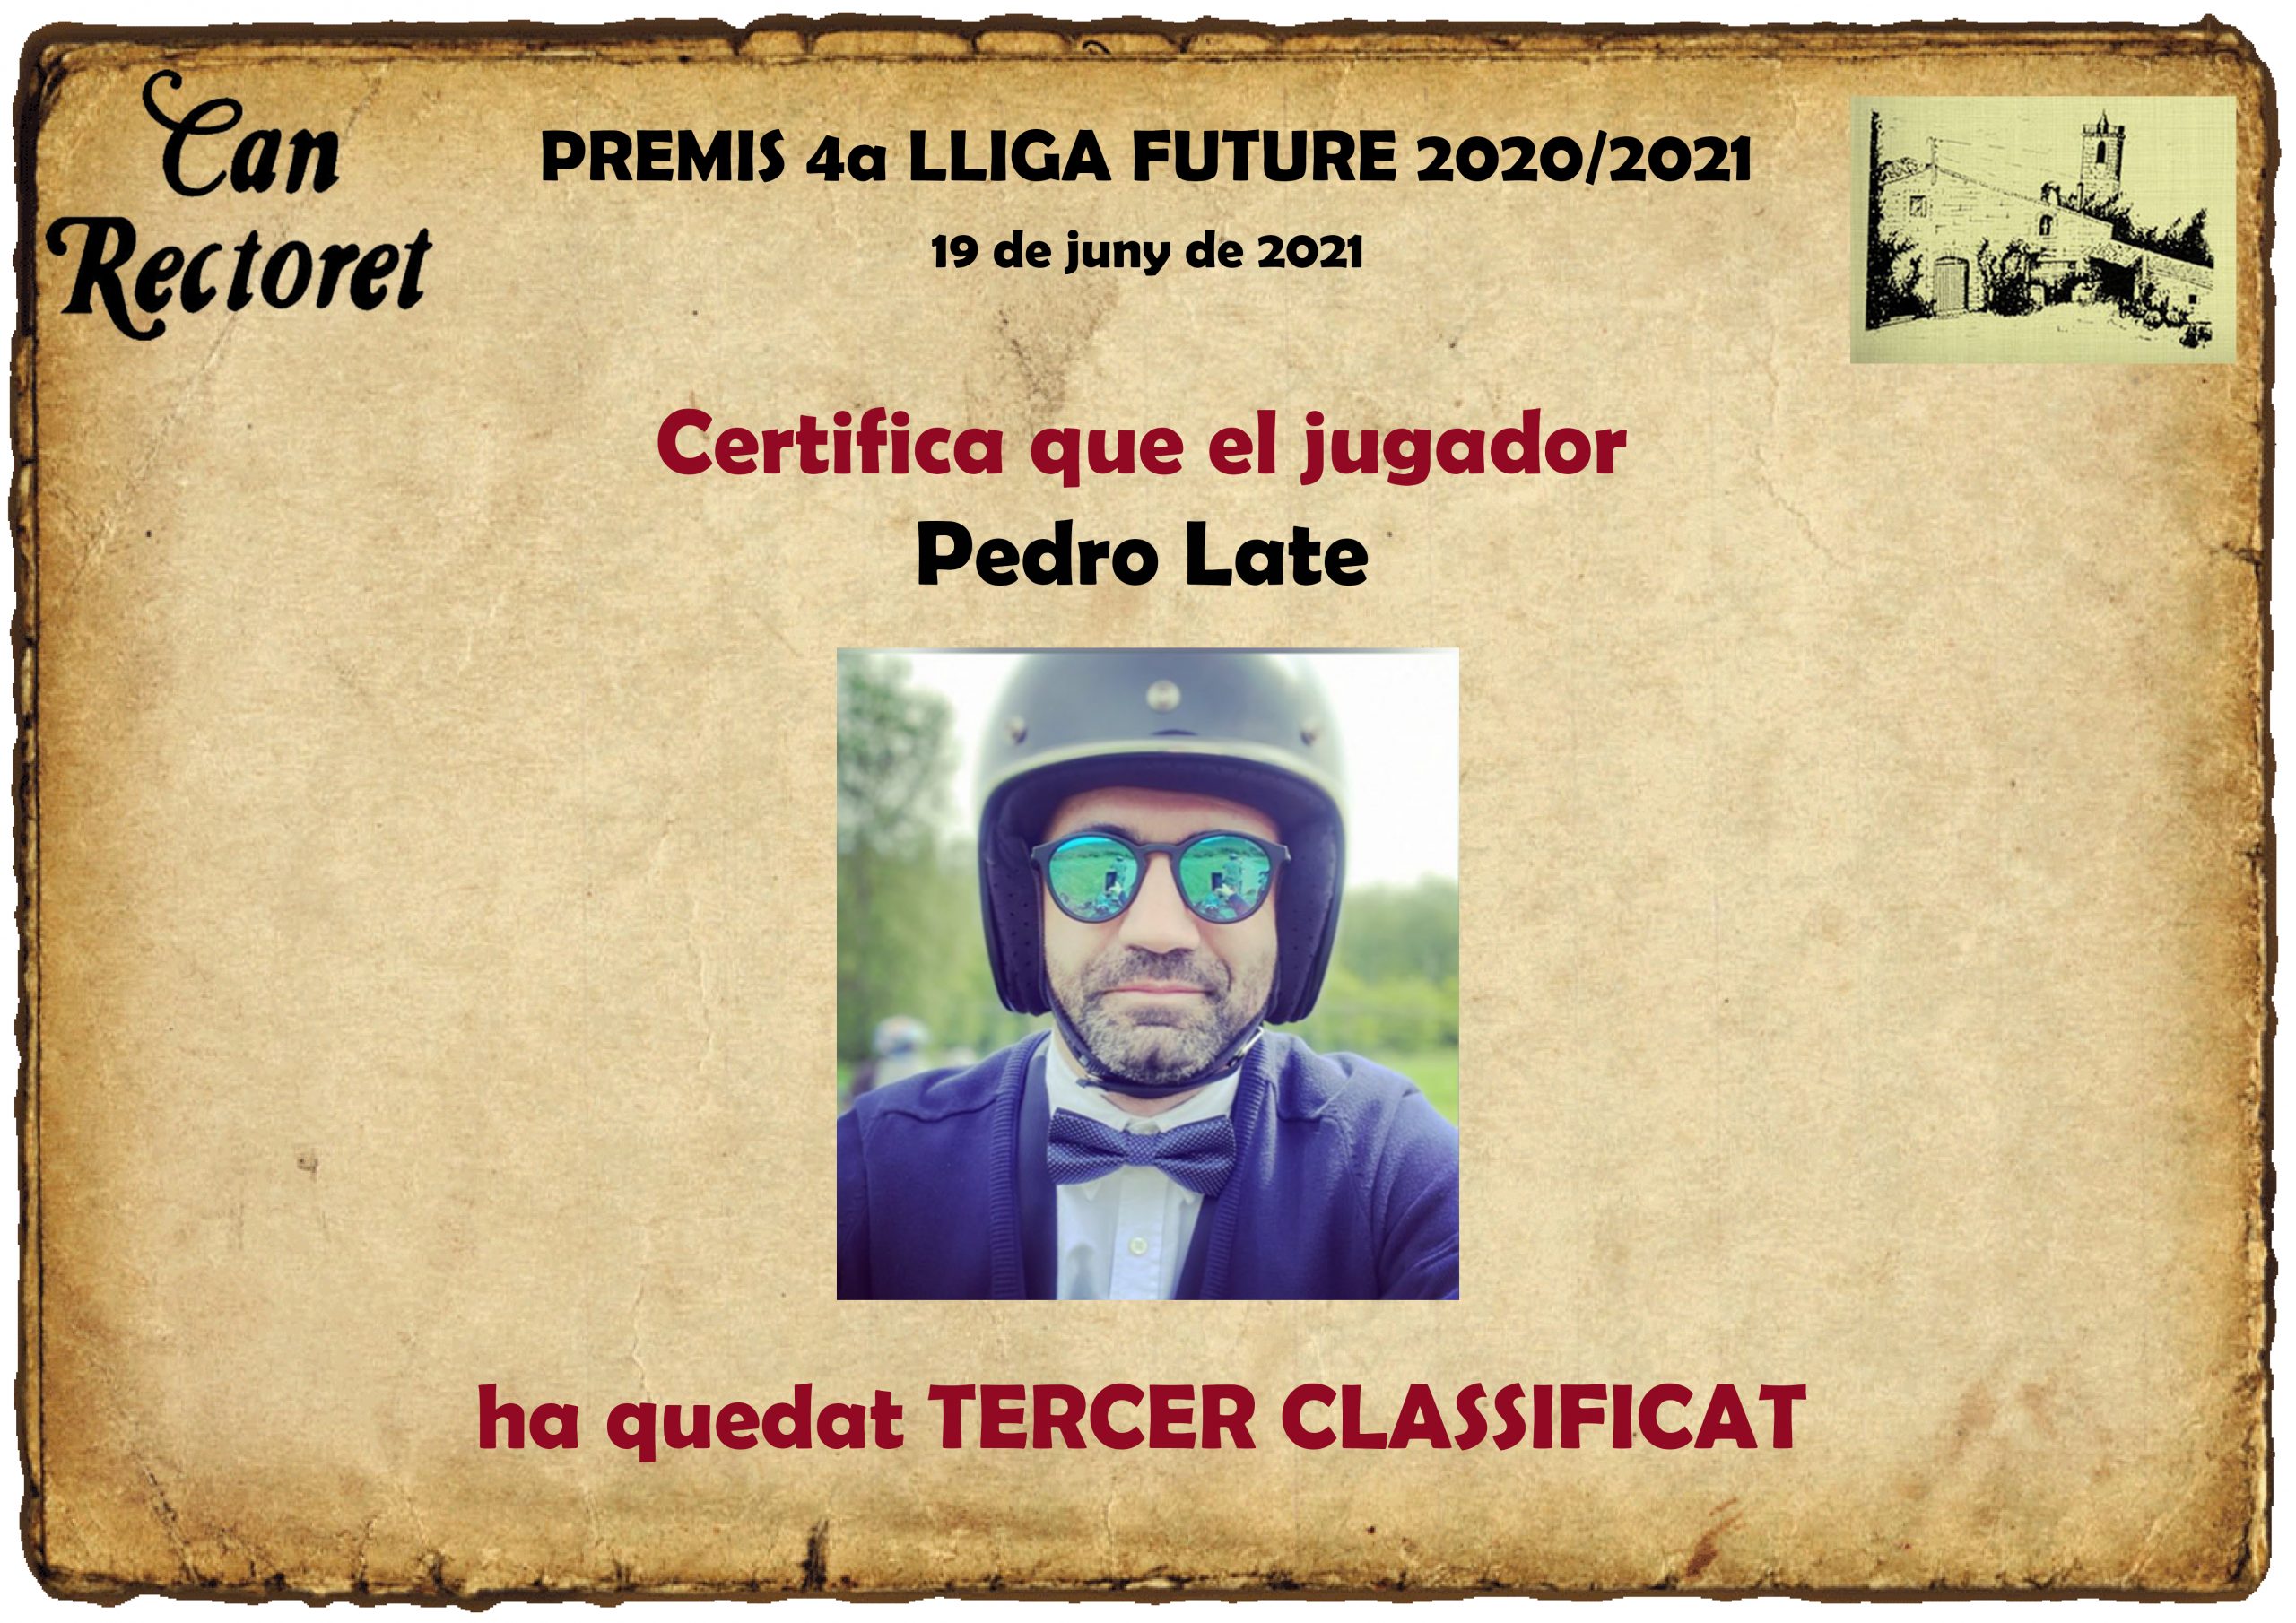 Can
Rectoret
PREMIS 4a LLIGA FUTURE 2020/2021
19 de juny de 2021
Certifica que el jugador
Pedro Late
ha quedat TERCER CLASSIFICAT